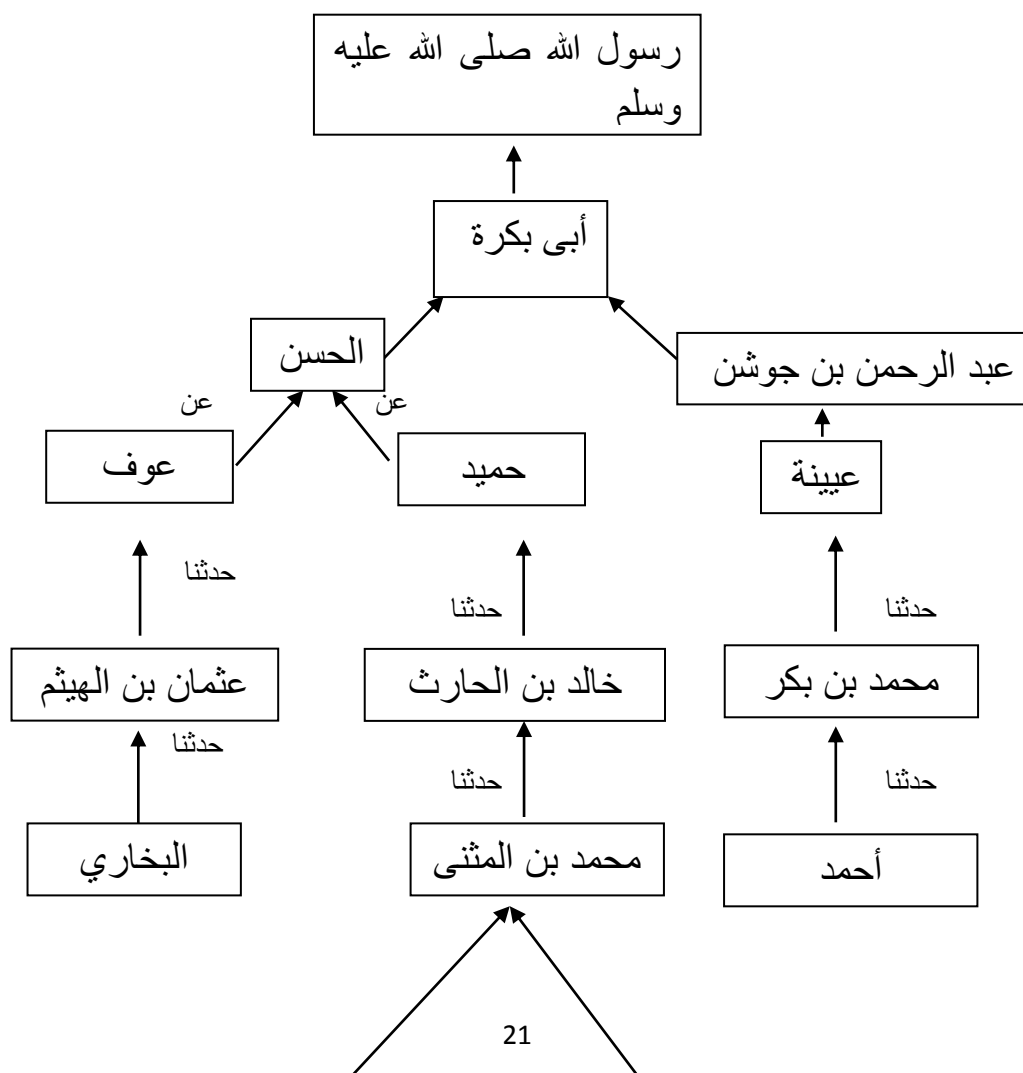 رسول الله صلى الله عليه
وسلم
أبى بكرة
الحسن
عبد الرحمن بن جوشن
عن
عن
عوف
حميد
عيينة
حدثنا
حدثنا
حدثنا
عثمان بن الهيثم
خالد بن الحارث
محمد بن بكر
حدثنا
حدثنا
حدثنا
البخاري
محمد بن المثنى
أحمد
21